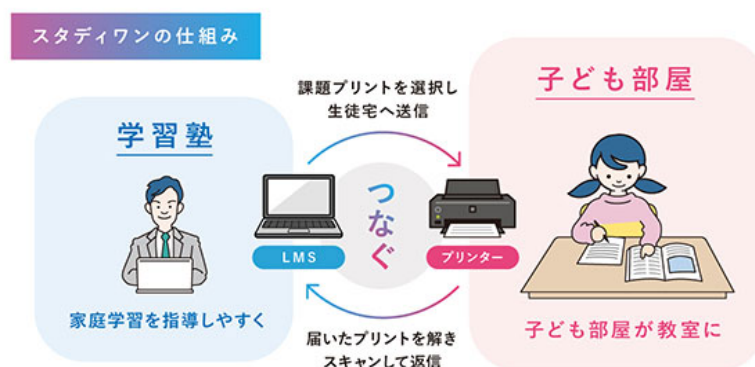 スタディワンの仕組み
課題プリントを選択し
生徒宅へ送信
学習塾
子ども部屋
つなぐ
LMS
プリンター
家庭学習を指導しやすく
届いたプリントを解き
スキャンして返信
子ども部屋が教室に